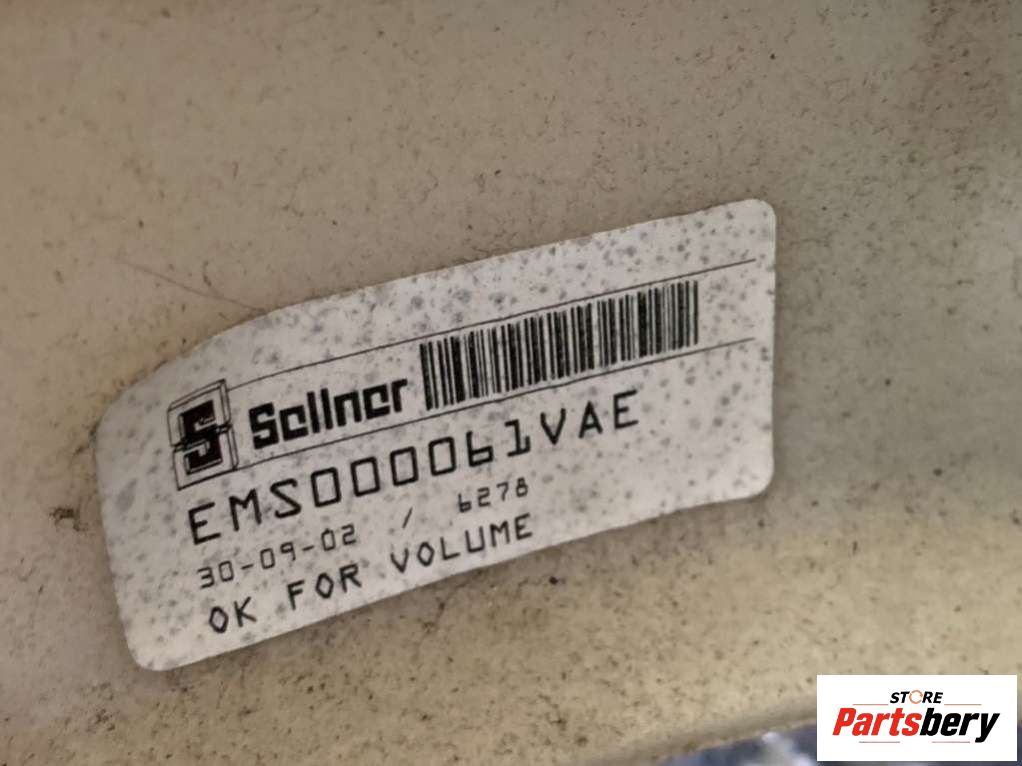 S Sellner
EMS000061VAE
30-09-02 / 6278
OK FOR VOLUME
STORE
Partsbery